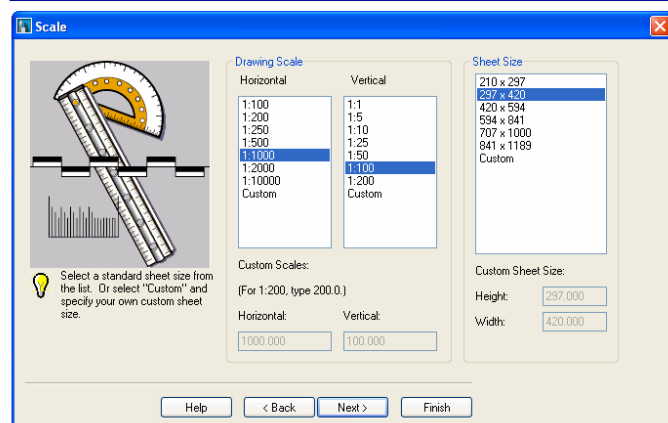 Scale
Drawing Scale
Horizontal
Vertical
1:100
1:200
1:250
1:500
1:1000
1:2000
1:10000
Custom
1:1
1:5
1:10
1:25
1:50
1:100
1:200
Custom
Custom Scales:
(For 1:200, type 200.0.)
Horizontal:
Vertical:
1000.000
100.000
Sheet Size
210 x 297
297 x 420
420 x 594
594 x 841
707 x 1000
841 x 1189
Custom
Custom Sheet Size:
Height:
297.000
Width:
420.000
Select a standard sheet size from
the list. Or select "Custom" and
specify your own custom sheet
size.
Help
< Back
Next >
Finish